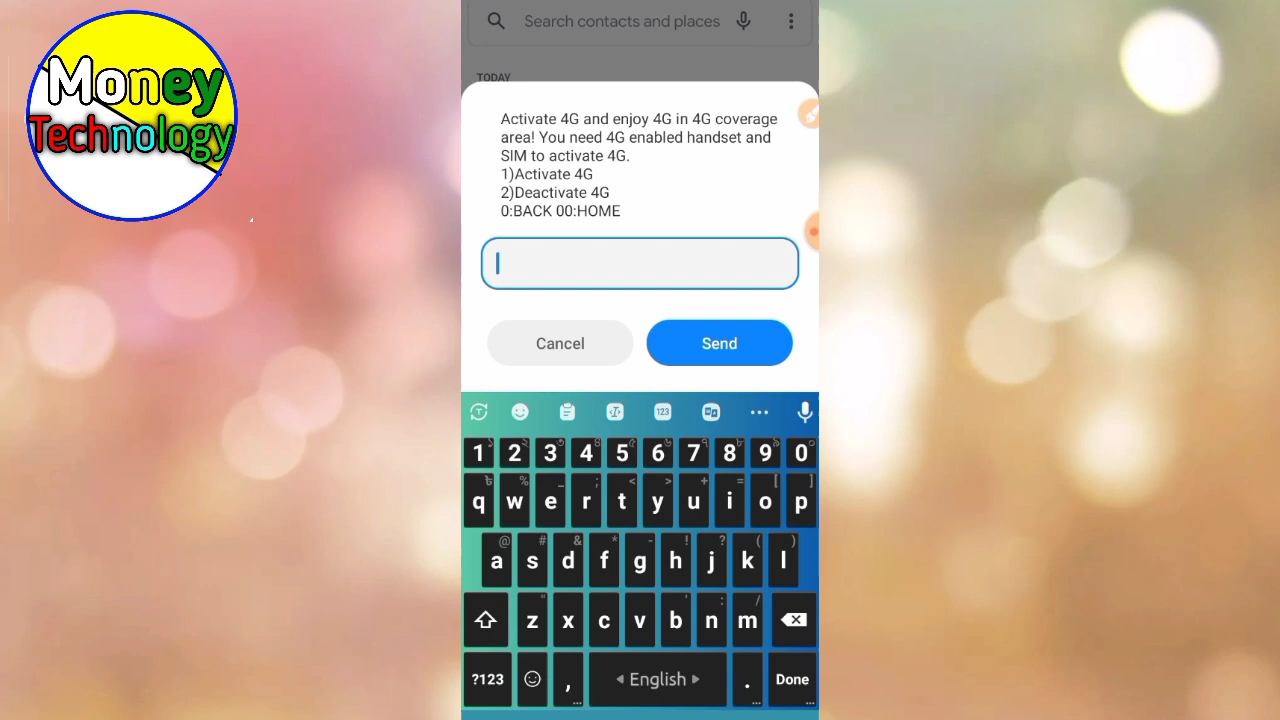 Money
Technology
Search contacts and places
TODAY
Activate 4G and enjoy 4G in 4G coverage
area! You need 4G enabled handset and
SIM to activate 4G.
1)Activate 4G
2)Deactivate 4G
0:BACK 00:HOME
Cancel
Send
1 2 3 4 5 6 7 8 9 0
q w e r t y u i o p
a s d f g h j k l
z x c v b n m
?123 , English . Done